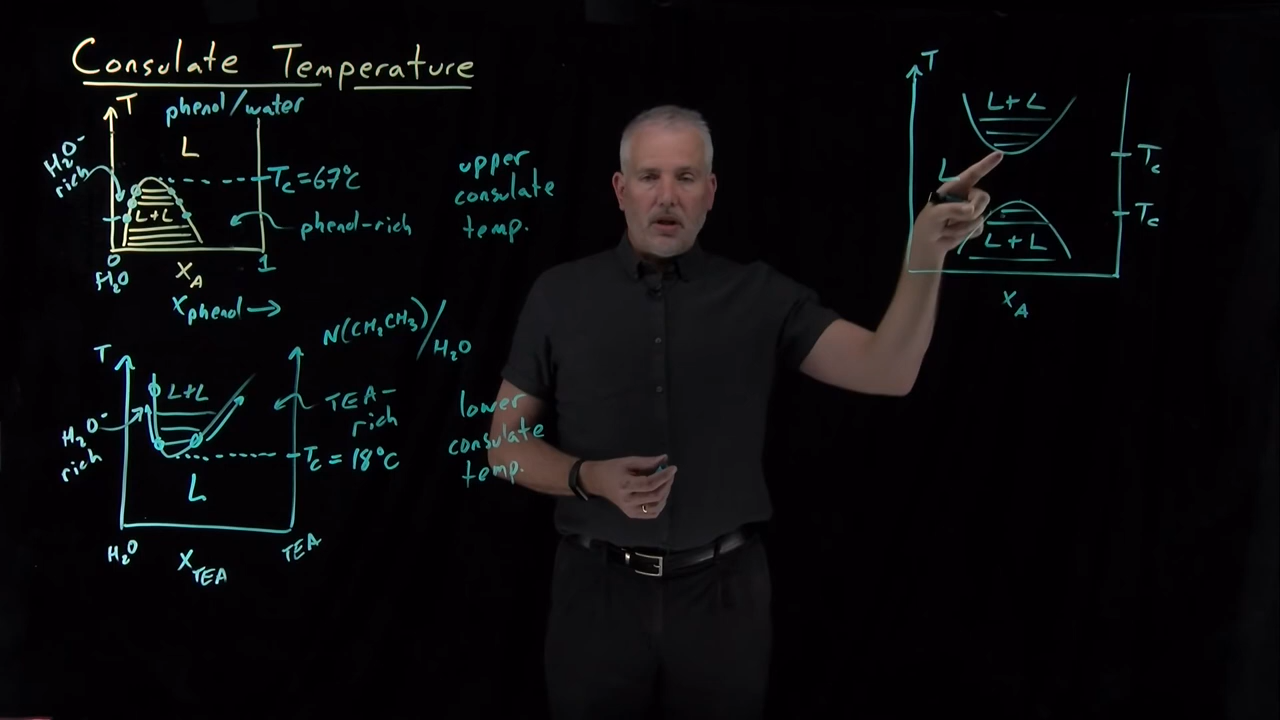 Consulate Temperature
T
phenol/water
H₂O-
rich
L
Tc = 67°C
L+L
phenol-rich
0
1
H₂O
XA
Xphenol →
upper
consulate
temp.
N(CH₂CH₃)/H₂O
T
L+L
TEA-
rich
H₂O-
rich
Tc = 18°C
L
H₂O
XTEA
TEA
lower
consulate
temp.
T
L+L
Tc
L
Tc
L+L
XA